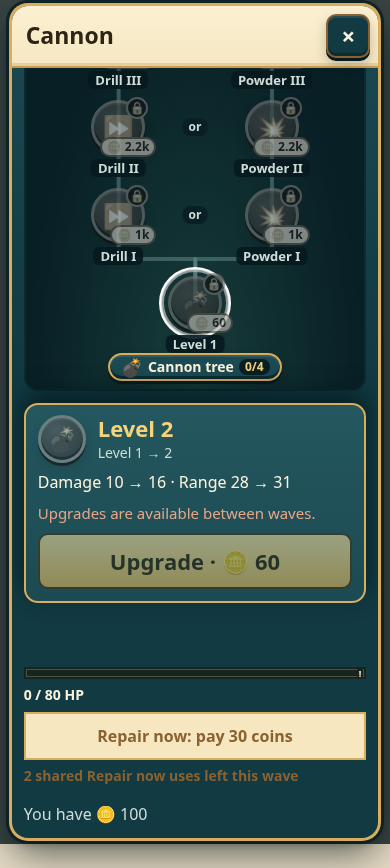 Cannon
×
Drill III Powder III
2.2k or 2.2k
Drill II Powder II
1k or 1k
Drill I Powder I
60
Level 1
Cannon tree 0/4
Level 2
Level 1 → 2
Damage 10 → 16 · Range 28 → 31
Upgrades are available between waves.
Upgrade · 60
0 / 80 HP
Repair now: pay 30 coins
2 shared Repair now uses left this wave
You have 100